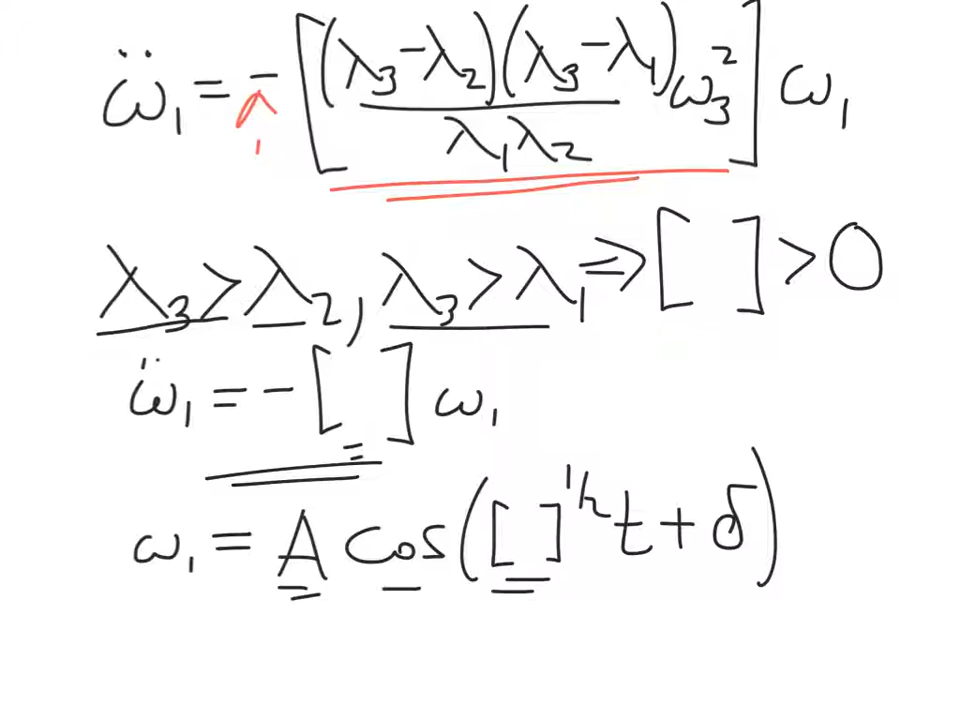 ω̈₁ = - [ (λ₃-λ₂)(λ₃-λ₁)/λ₁λ₂ ω₃² ] ω₁
λ₃ > λ₂, λ₃ > λ₁ ⇒ [ ] > 0
ω̈₁ = - [ ] ω₁
ω₁ = A cos([ ]^½ t + δ)